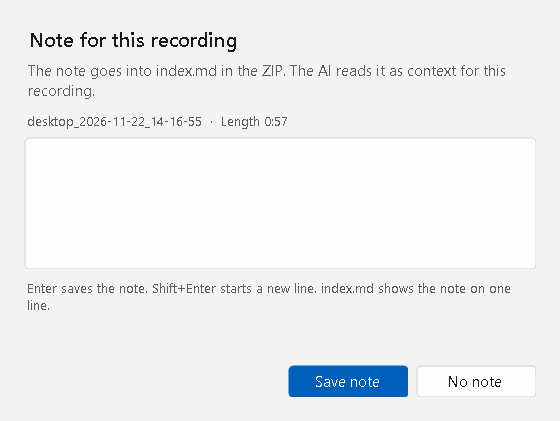 Note for this recording
The note goes into index.md in the ZIP. The AI reads it as context for this
recording.
desktop_2026-11-22_14-16-55 · Length 0:57
Enter saves the note. Shift+Enter starts a new line. index.md shows the note on one
line.
Save note
No note